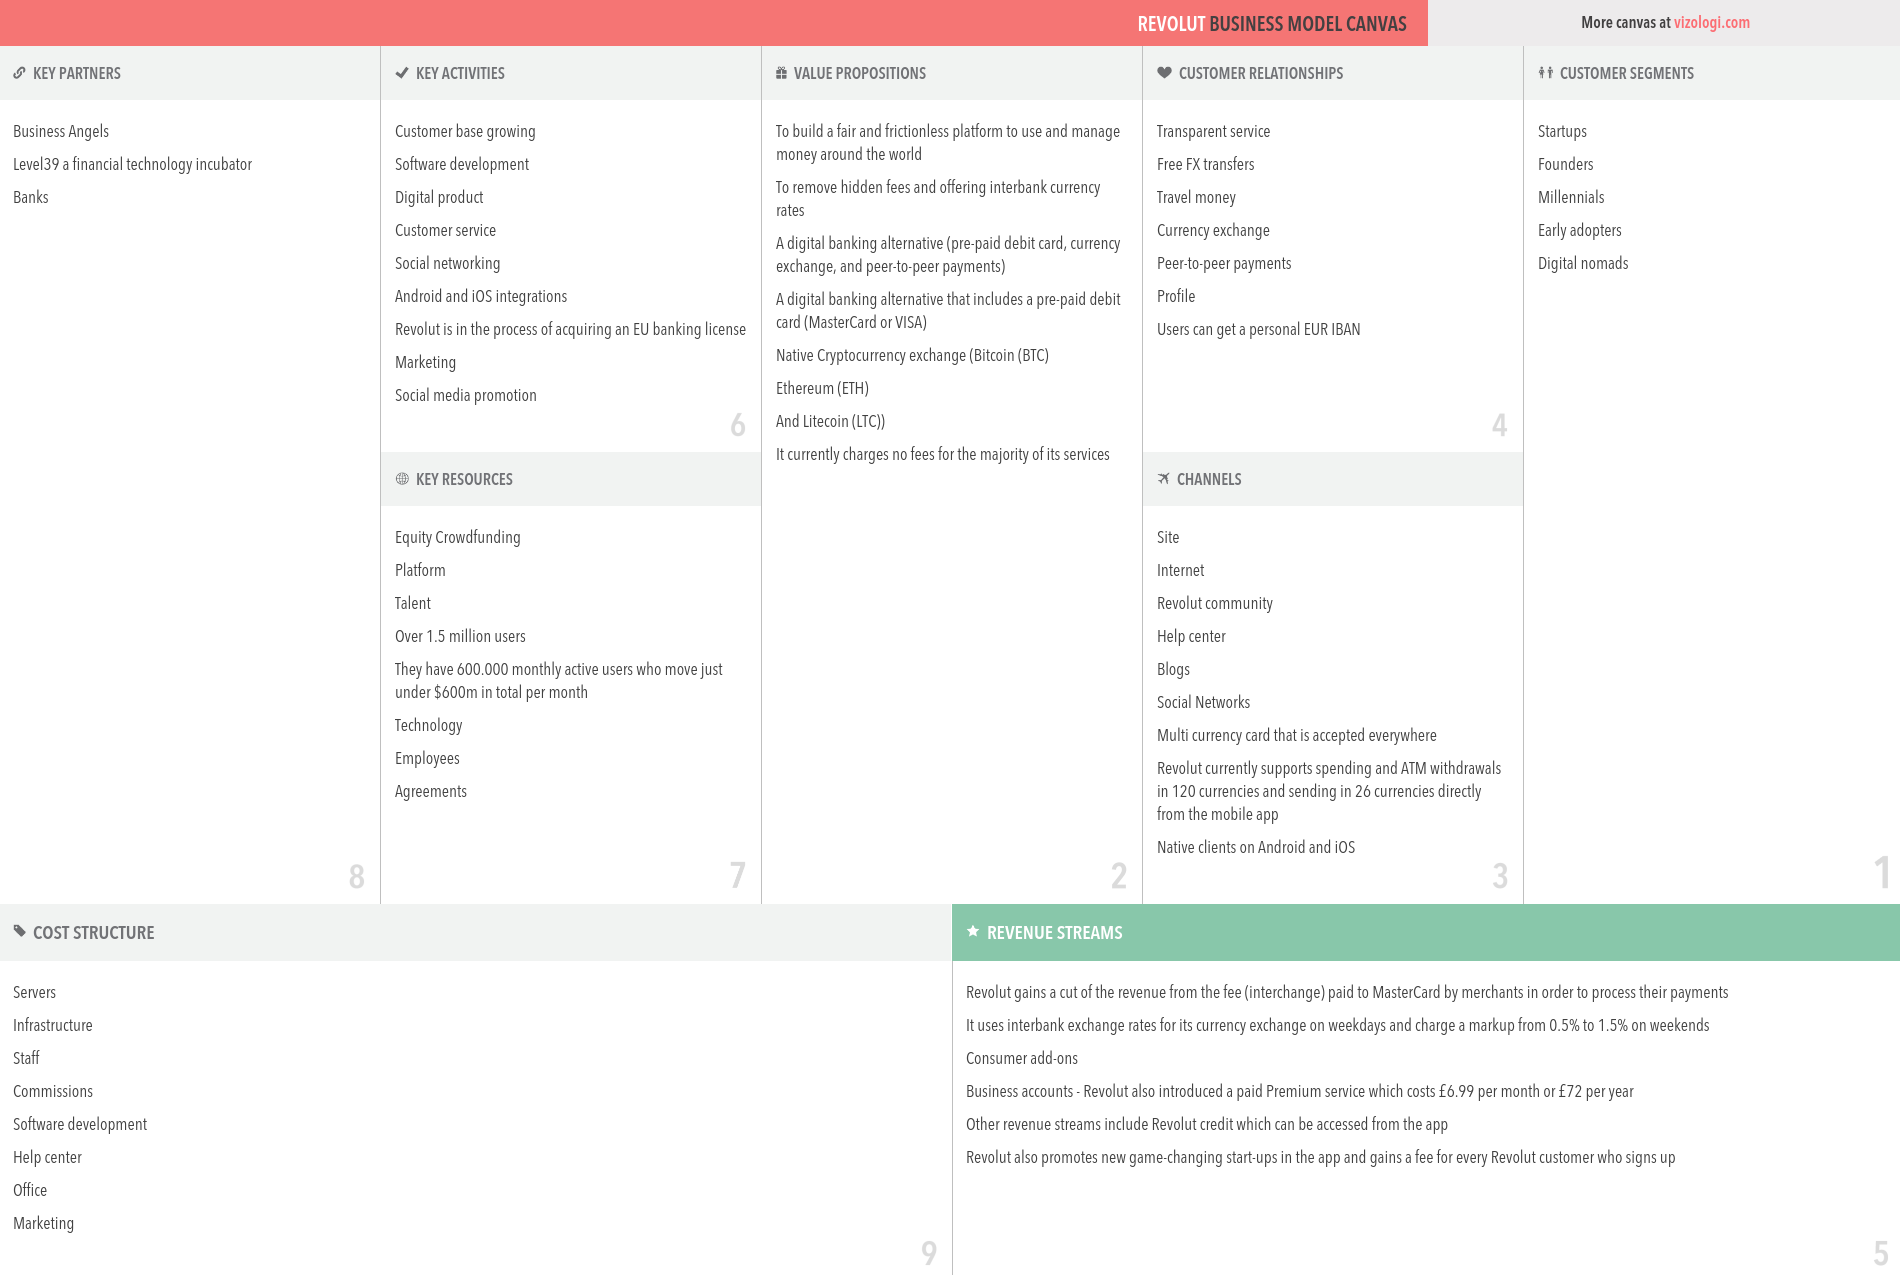 REVOLUT BUSINESS MODEL CANVAS
More canvas at vizologi.com
KEY PARTNERS
Business Angels
Level39 a financial technology incubator
Banks
8
KEY ACTIVITIES
Customer base growing
Software development
Digital product
Customer service
Social networking
Android and iOS integrations
Revolut is in the process of acquiring an EU banking license
Marketing
Social media promotion
6
KEY RESOURCES
Equity Crowdfunding
Platform
Talent
Over 1.5 million users
They have 600.000 monthly active users who move just
under $600m in total per month
Technology
Employees
Agreements
7
VALUE PROPOSITIONS
To build a fair and frictionless platform to use and manage
money around the world
To remove hidden fees and offering interbank currency
rates
A digital banking alternative (pre-paid debit card, currency
exchange, and peer-to-peer payments)
A digital banking alternative that includes a pre-paid debit
card (MasterCard or VISA)
Native Cryptocurrency exchange (Bitcoin (BTC)
Ethereum (ETH)
And Litecoin (LTC))
It currently charges no fees for the majority of its services
2
CUSTOMER RELATIONSHIPS
Transparent service
Free FX transfers
Travel money
Currency exchange
Peer-to-peer payments
Profile
Users can get a personal EUR IBAN
4
CHANNELS
Site
Internet
Revolut community
Help center
Blogs
Social Networks
Multi currency card that is accepted everywhere
Revolut currently supports spending and ATM withdrawals
in 120 currencies and sending in 26 currencies directly
from the mobile app
Native clients on Android and iOS
3
CUSTOMER SEGMENTS
Startups
Founders
Millennials
Early adopters
Digital nomads
1
COST STRUCTURE
Servers
Infrastructure
Staff
Commissions
Software development
Help center
Office
Marketing
9
REVENUE STREAMS
Revolut gains a cut of the revenue from the fee (interchange) paid to MasterCard by merchants in order to process their payments
It uses interbank exchange rates for its currency exchange on weekdays and charge a markup from 0.5% to 1.5% on weekends
Consumer add-ons
Business accounts - Revolut also introduced a paid Premium service which costs £6.99 per month or £72 per year
Other revenue streams include Revolut credit which can be accessed from the app
Revolut also promotes new game-changing start-ups in the app and gains a fee for every Revolut customer who signs up
5